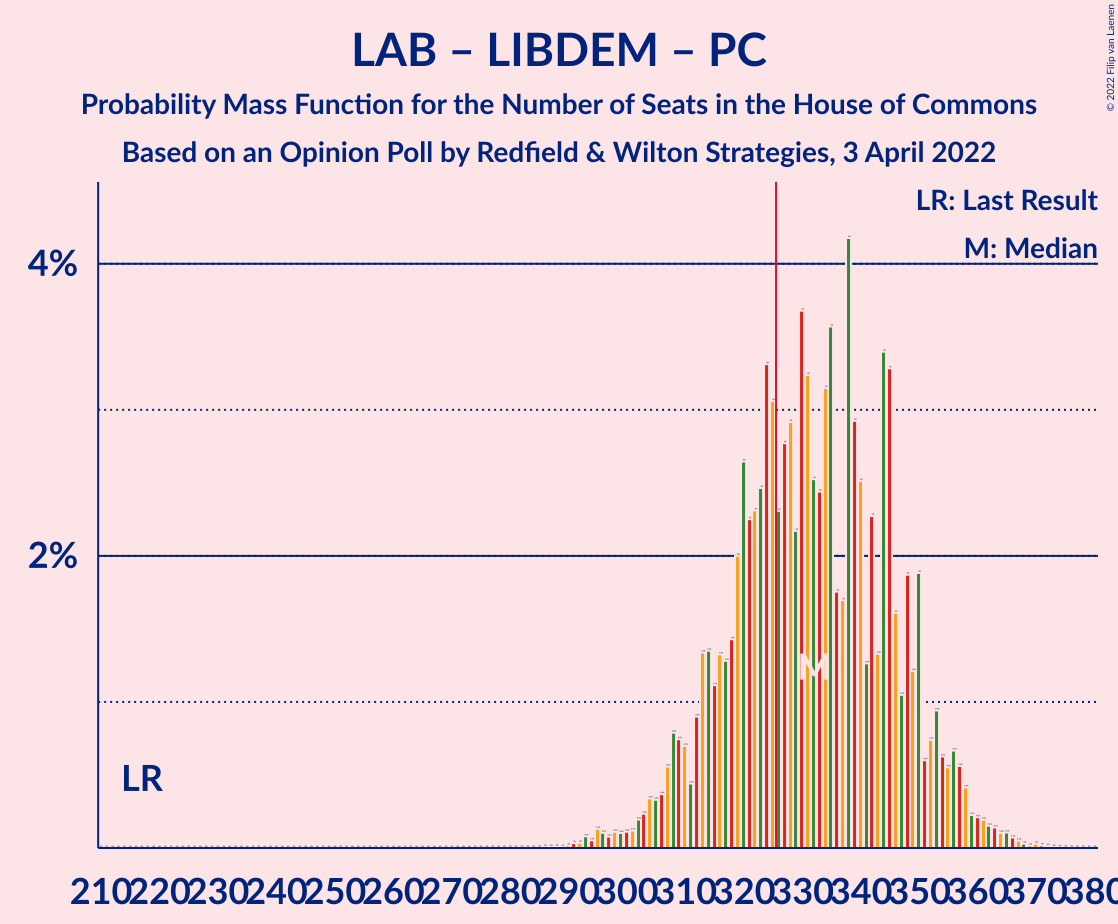 LAB – LIBDEM – PC
Probability Mass Function for the Number of Seats in the House of Commons
Based on an Opinion Poll by Redfield & Wilton Strategies, 3 April 2022
© 2022 Filip van Laenen
LR: Last Result
M: Median
4%
2%
LR
M
210 220 230 240 250 260 270 280 290 300 310 320 330 340 350 360 370 380